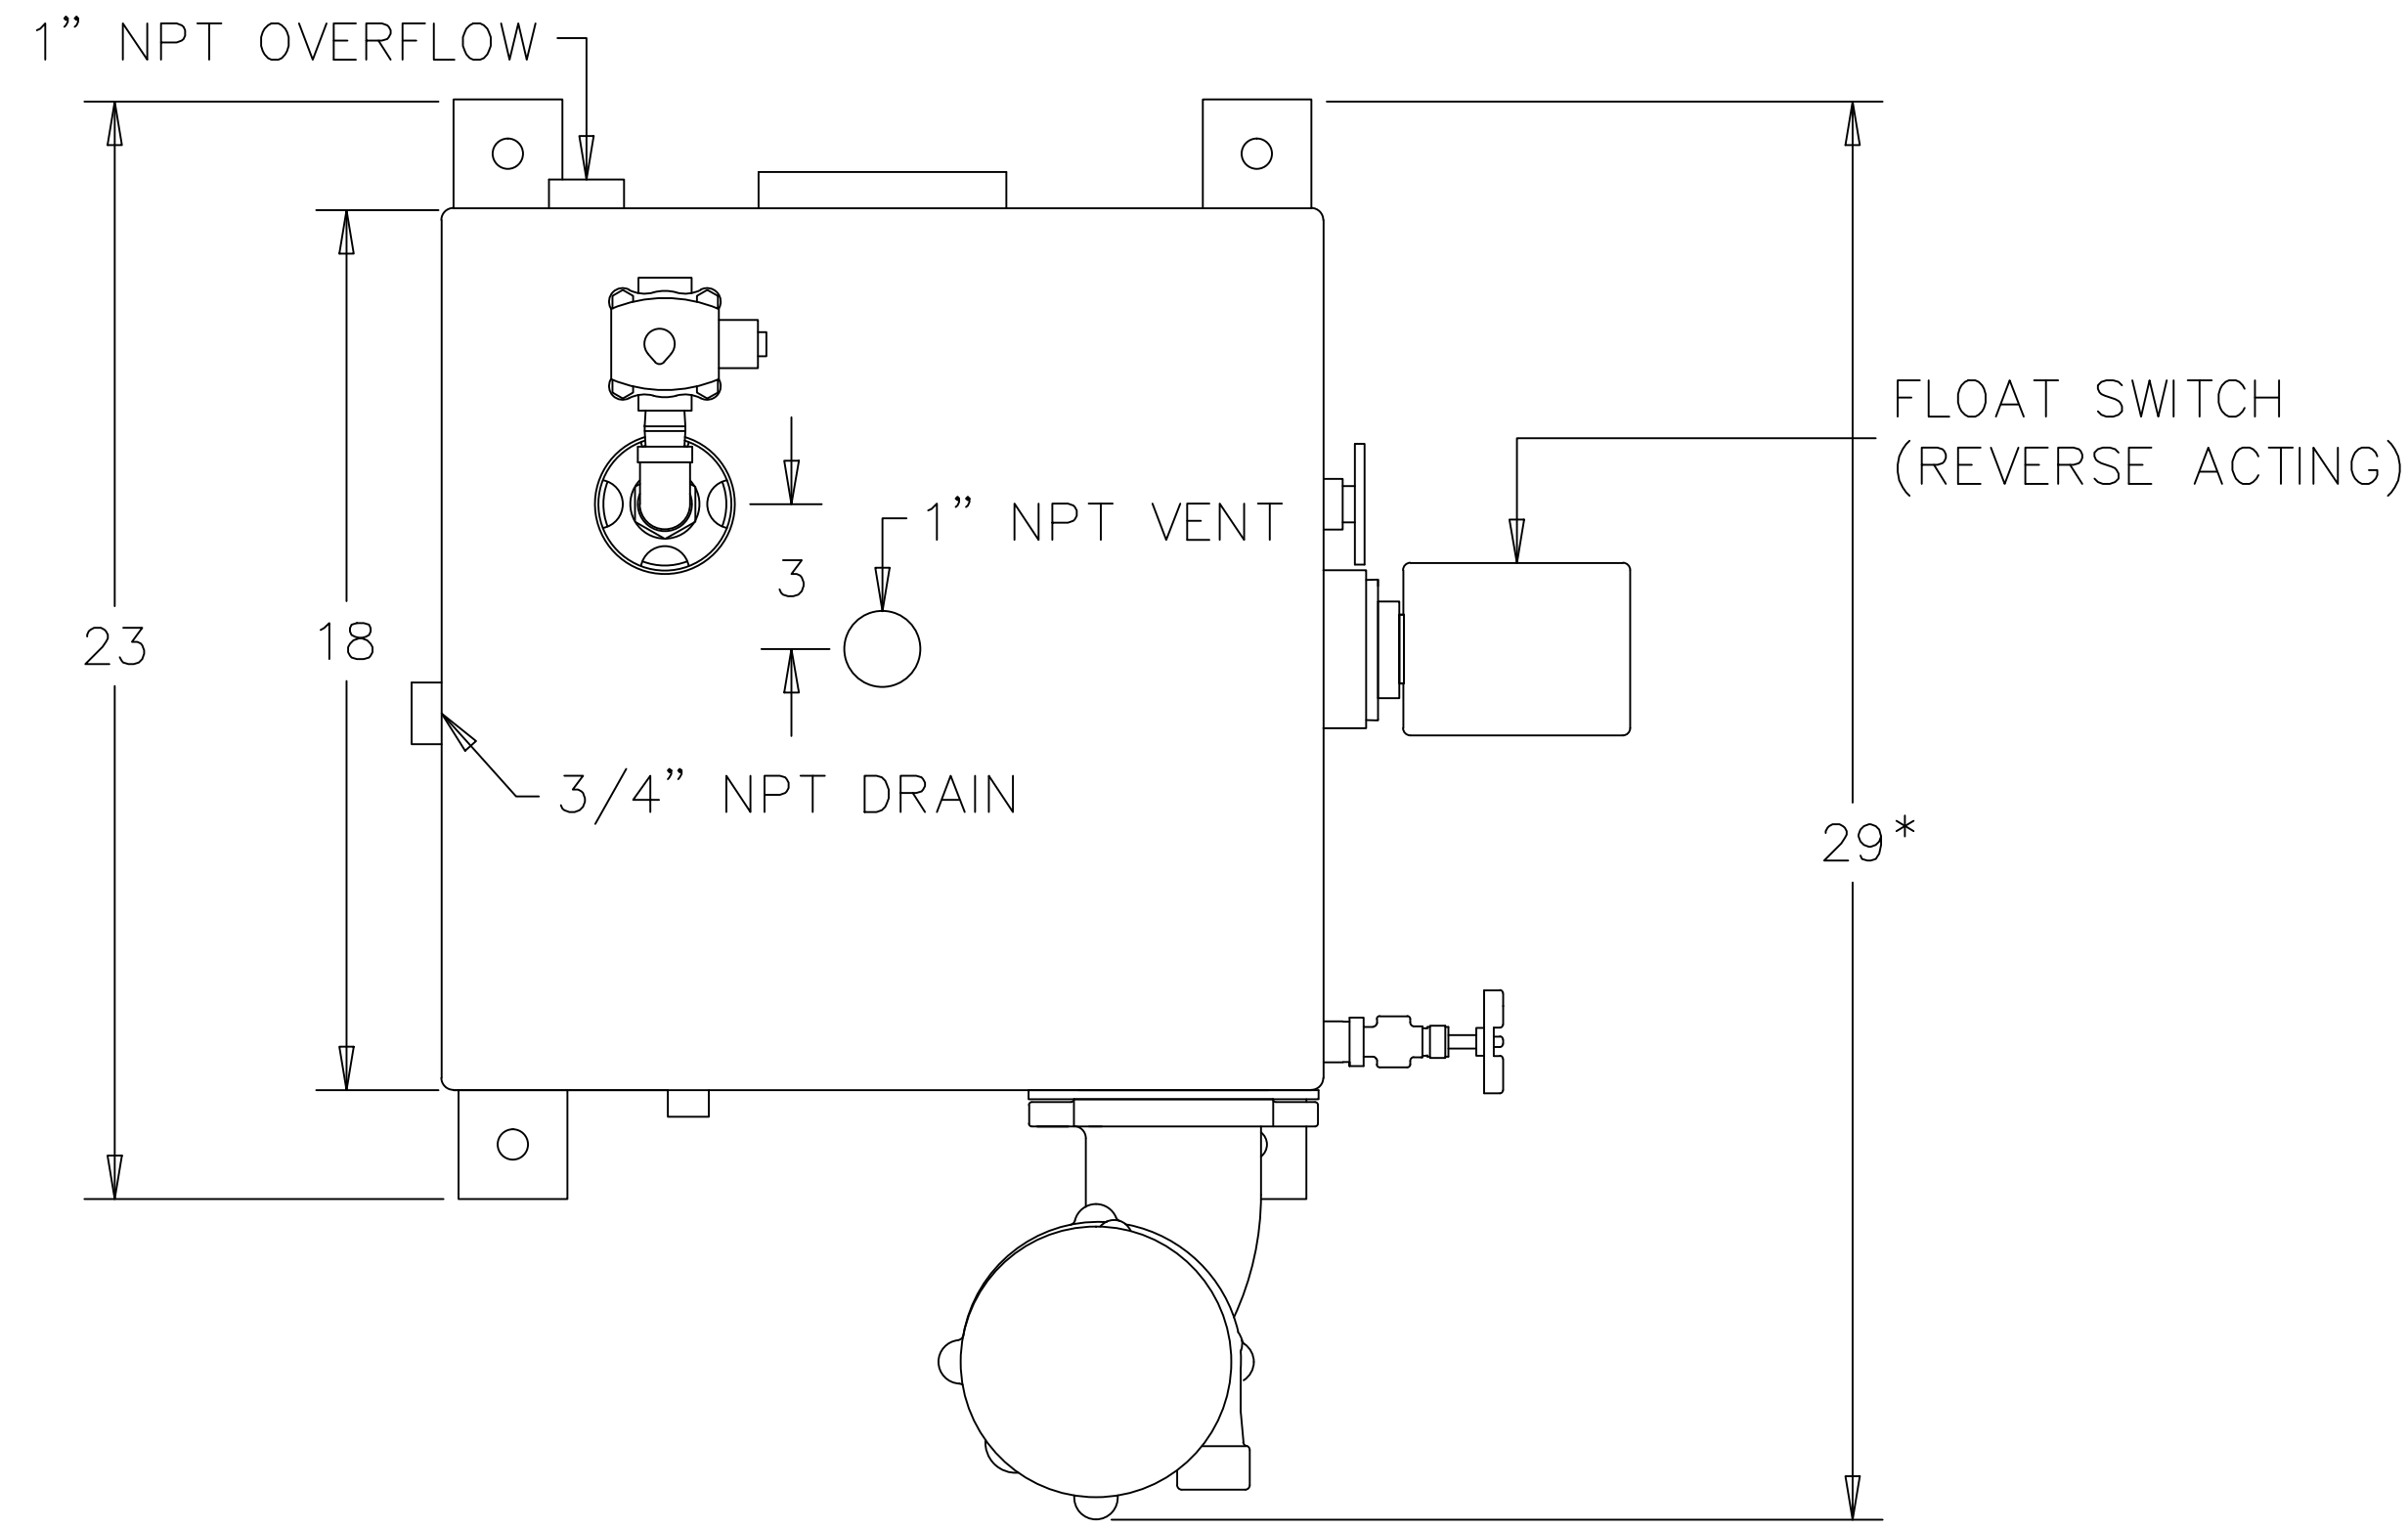 1” NPT OVERFLOW
FLOAT SWITCH
(REVERSE ACTING)
1” NPT VENT
3
23
18
3/4” NPT DRAIN
29*